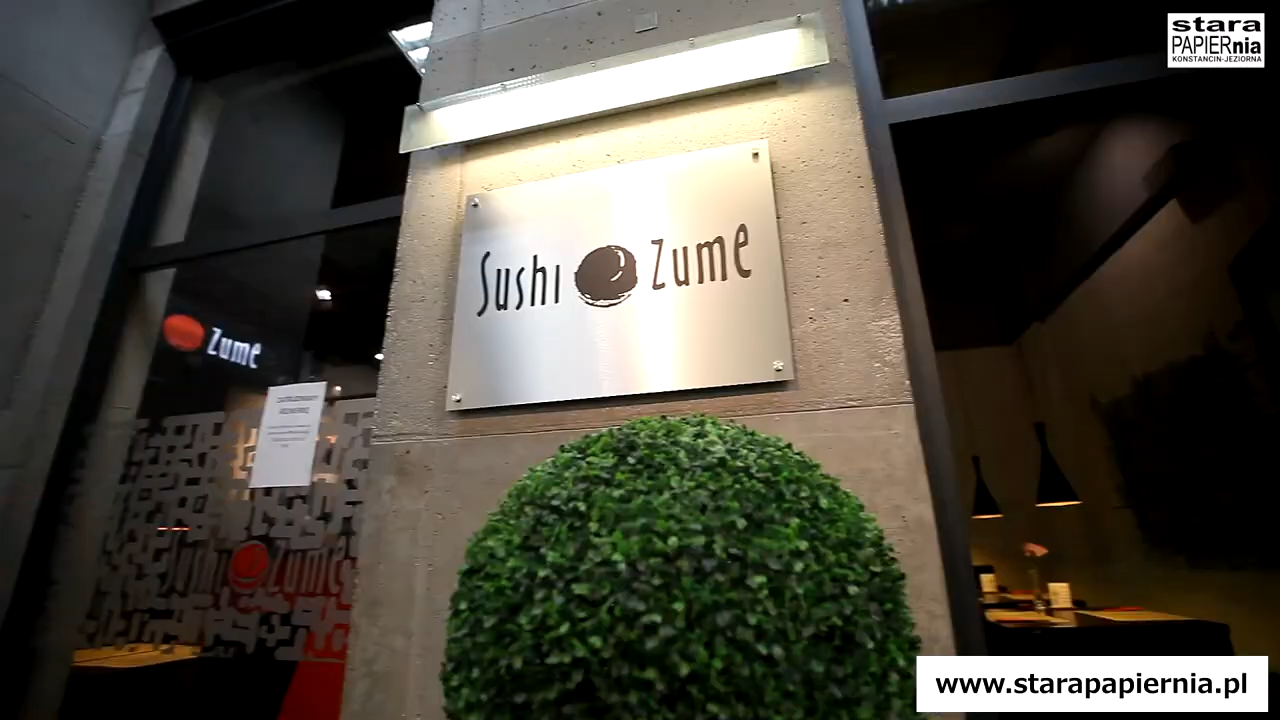 stara
PAPIERnia
KONSTANCIN-JEZIORNA
Sushi Zume
Zume
Sushi Zume
www.starapapiernia.pl